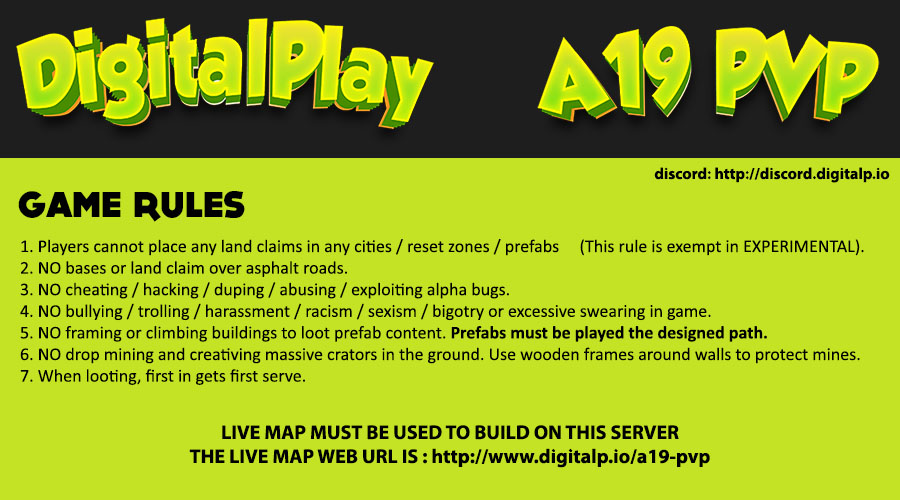 DigitalPlay A19 PVP
discord: http://discord.digitalp.io
GAME RULES
1. Players cannot place any land claims in any cities / reset zones / prefabs (This rule is exempt in EXPERIMENTAL).
2. NO bases or land claim over asphalt roads.
3. NO cheating / hacking / duping / abusing / exploiting alpha bugs.
4. NO bullying / trolling / harassment / racism / sexism / bigotry or excessive swearing in game.
5. NO framing or climbing buildings to loot prefab content. Prefabs must be played the designed path.
6. NO drop mining and creativing massive crators in the ground. Use wooden frames around walls to protect mines.
7. When looting, first in gets first serve.
LIVE MAP MUST BE USED TO BUILD ON THIS SERVER
THE LIVE MAP WEB URL IS : http://www.digitalp.io/a19-pvp